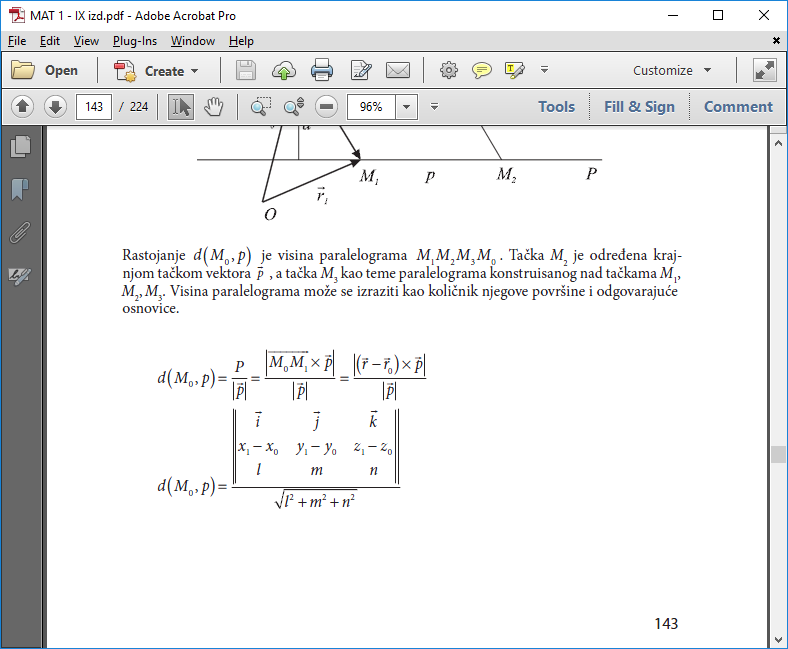 MAT 1 - IX izd.pdf - Adobe Acrobat Pro
File Edit View Plug-Ins Window Help
Open Create Customize
143 / 224 96% Tools Fill & Sign Comment
M₁ p M₂ P
r⃗₁
O
Rastojanje d(M₀, p) je visina paralelograma M₁M₂M₃M₀. Tačka M₂ je određena kraj-
njom tačkom vektora p⃗ , a tačka M₃ kao teme paralelograma konstruisanog nad tačkama M₁,
M₂, M₃. Visina paralelograma može se izraziti kao količnik njegove površine i odgovarajuće
osnovice.
d(M₀, p) = P / |p⃗| = |M₀M₁ × p⃗| / |p⃗| = |(r⃗ − r⃗₀) × p⃗| / |p⃗|
i⃗ j⃗ k⃗
x₁ − x₀ y₁ − y₀ z₁ − z₀
l m n
d(M₀, p) =
√l² + m² + n²
143